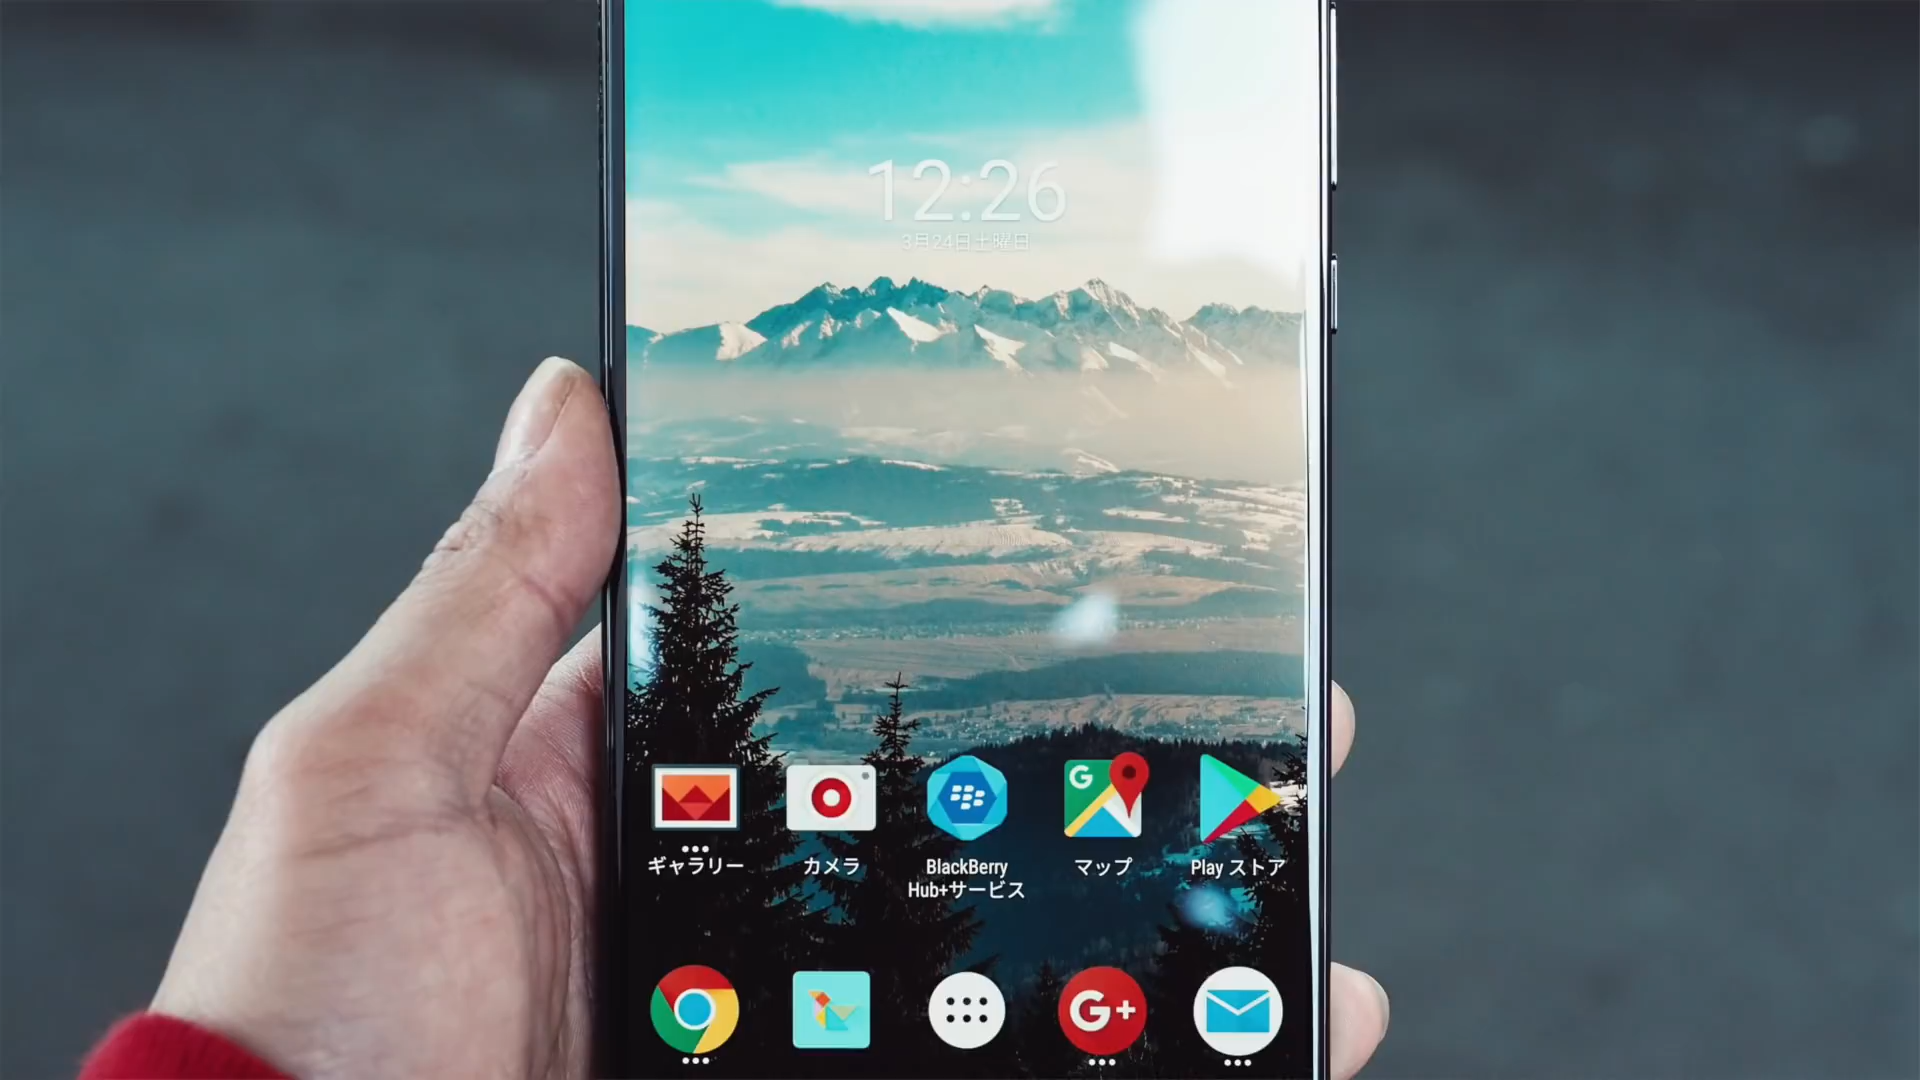 12:26
3月24日土曜日
G
ギャラリー
カメラ
BlackBerry
Hub+サービス
マップ
Play ストア
G+